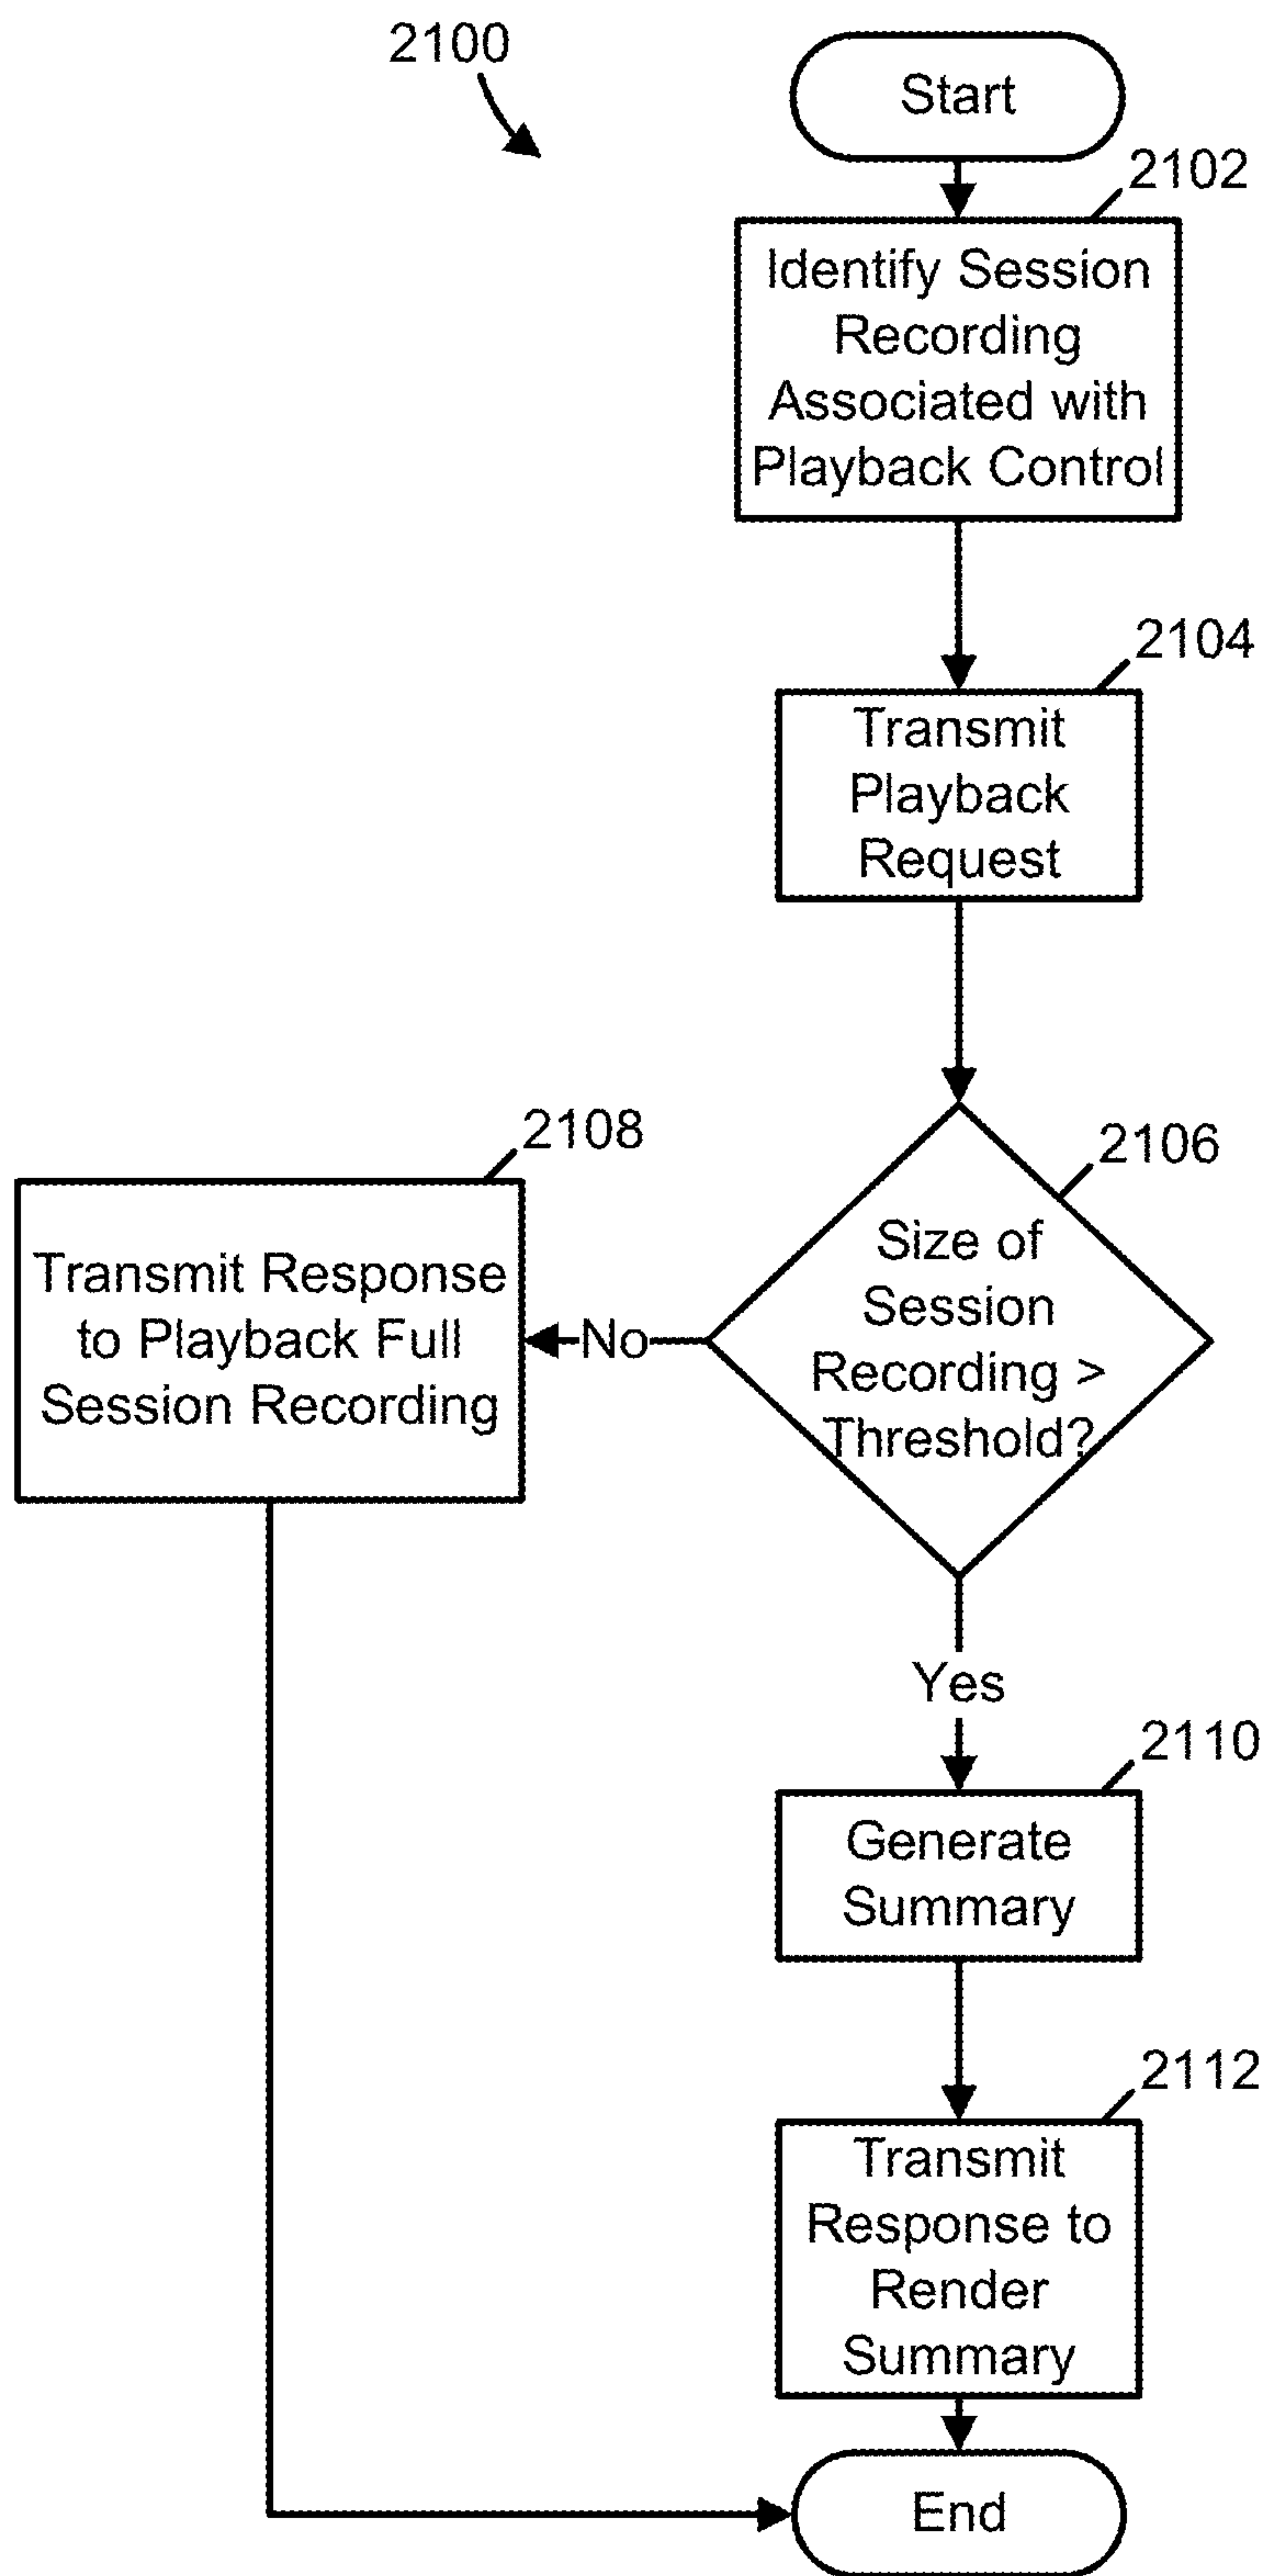 2100
Start
2102
Identify Session
Recording
Associated with
Playback Control
2104
Transmit
Playback
Request
2106
Size of
Session
Recording >
Threshold?
No
2108
Transmit Response
to Playback Full
Session Recording
Yes
2110
Generate
Summary
2112
Transmit
Response to
Render
Summary
End